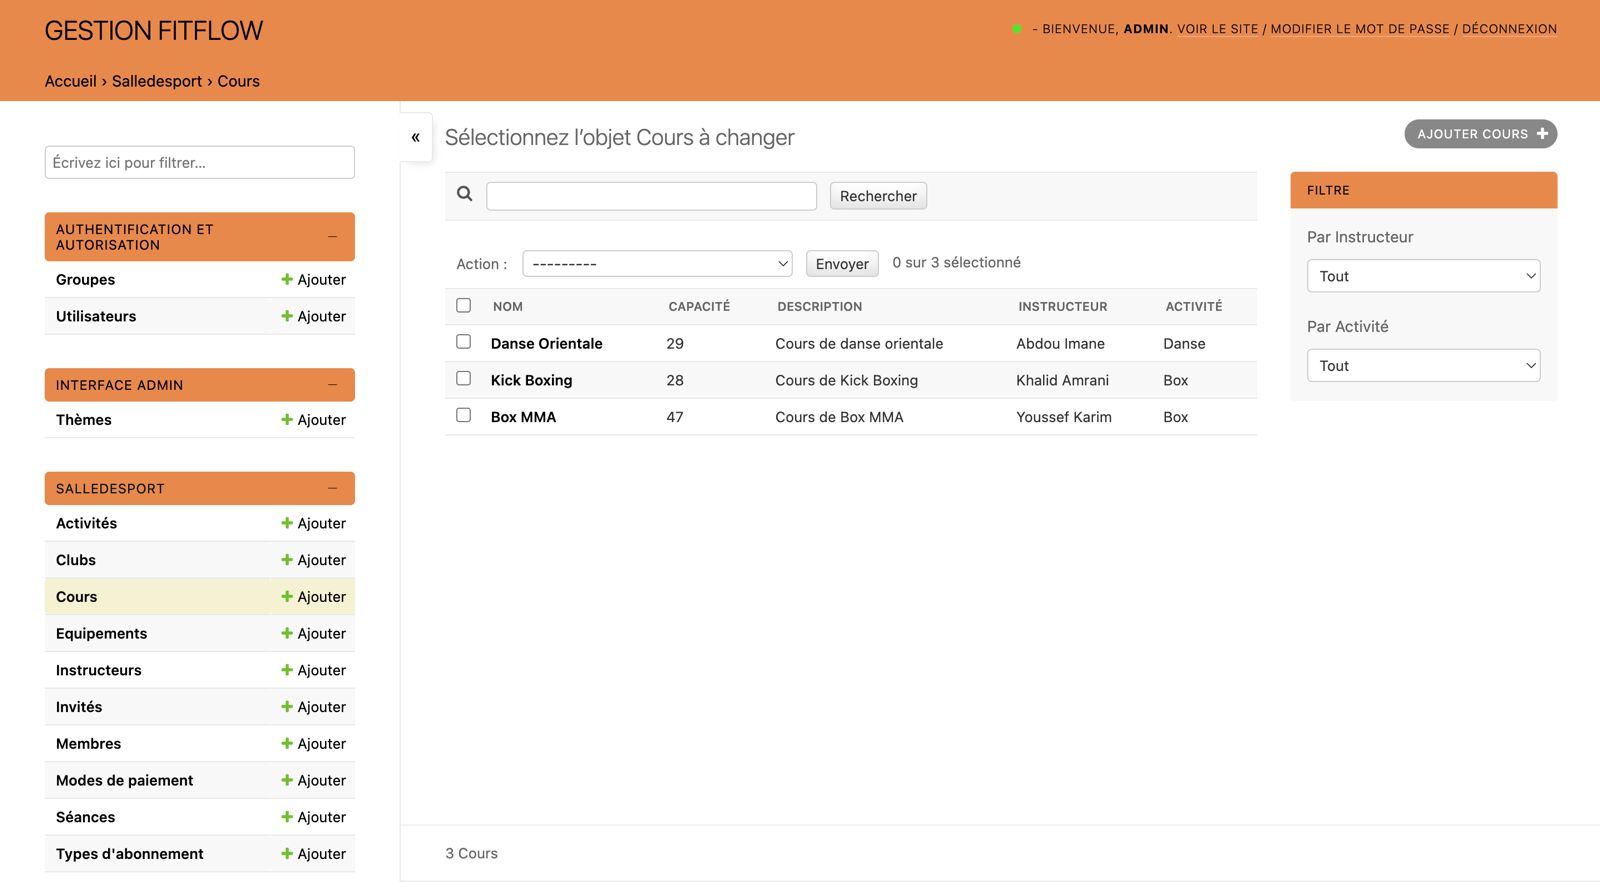 GESTION FITFLOW
- BIENVENUE, ADMIN. VOIR LE SITE / MODIFIER LE MOT DE PASSE / DÉCONNEXION
Accueil › Salledesport › Cours
Écrivez ici pour filtrer...
AUTHENTIFICATION ET
AUTORISATION
Groupes Ajouter
Utilisateurs Ajouter
INTERFACE ADMIN
Thèmes Ajouter
SALLEDESPORT
Activités Ajouter
Clubs Ajouter
Cours Ajouter
Equipements Ajouter
Instructeurs Ajouter
Invités Ajouter
Membres Ajouter
Modes de paiement Ajouter
Séances Ajouter
Types d'abonnement Ajouter
«
Sélectionnez l’objet Cours à changer
AJOUTER COURS
Rechercher
Action : --------- Envoyer 0 sur 3 sélectionné
NOM CAPACITÉ DESCRIPTION INSTRUCTEUR ACTIVITÉ
Danse Orientale 29 Cours de danse orientale Abdou Imane Danse
Kick Boxing 28 Cours de Kick Boxing Khalid Amrani Box
Box MMA 47 Cours de Box MMA Youssef Karim Box
FILTRE
Par Instructeur
Tout
Par Activité
Tout
3 Cours